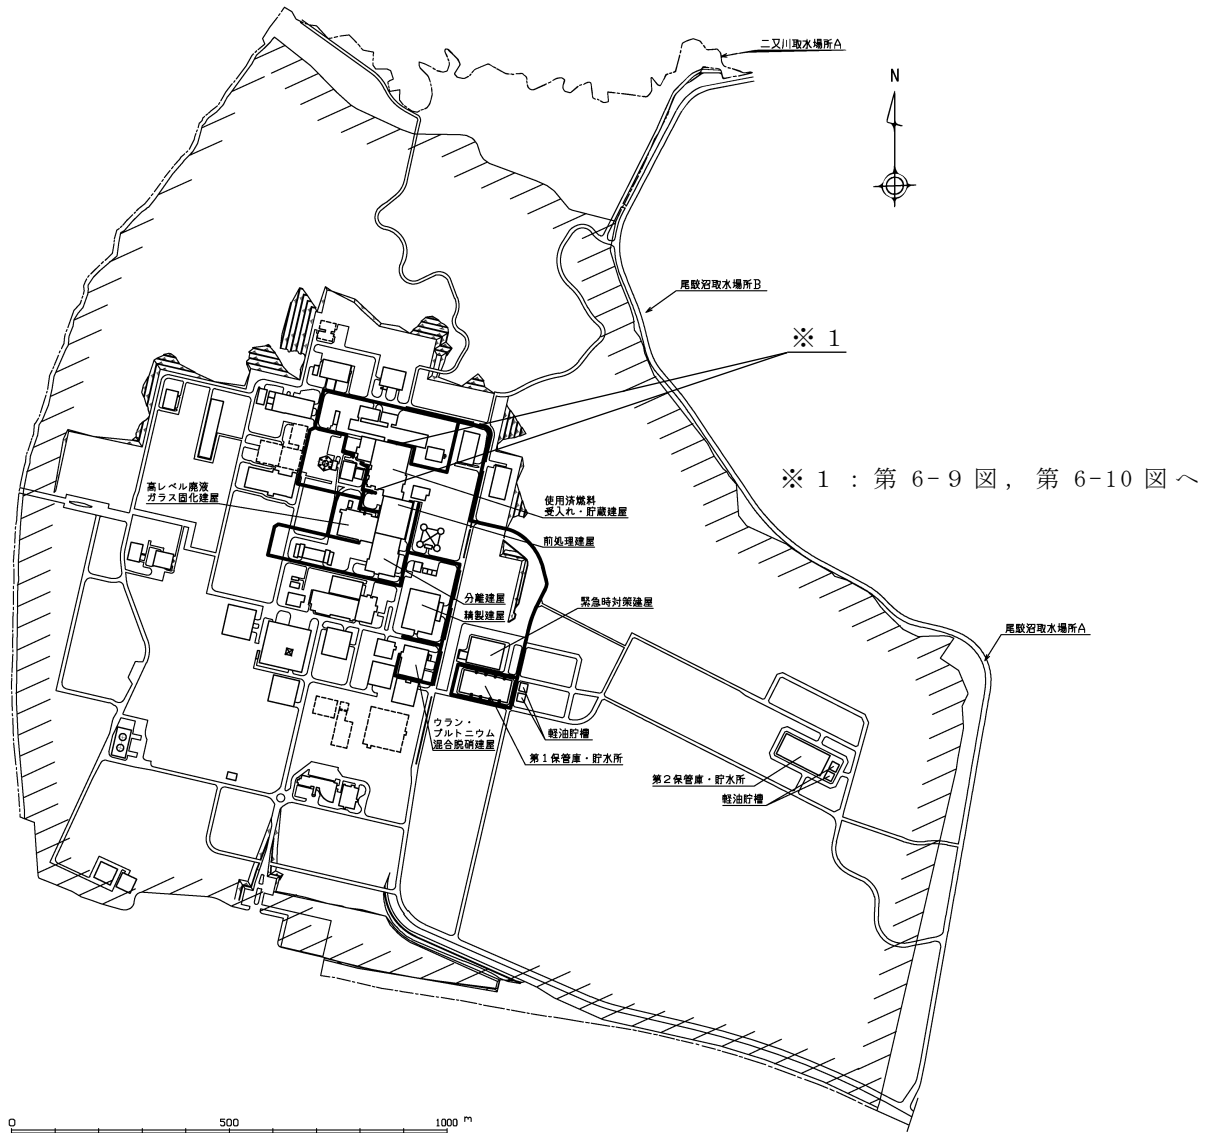 二又川取水場所A
N
尾駮沼取水場所B
※1
※1：第 6-9 図，第 6-10 図へ
高レベル廃液
ガラス固化建屋
使用済燃料
受入れ・貯蔵建屋
前処理建屋
分離建屋
精製建屋
緊急時対策建屋
尾駮沼取水場所A
ウラン・
プルトニウム
混合脱硝建屋
軽油貯槽
第1保管庫・貯水所
第2保管庫・貯水所
軽油貯槽
0 500 1000 m